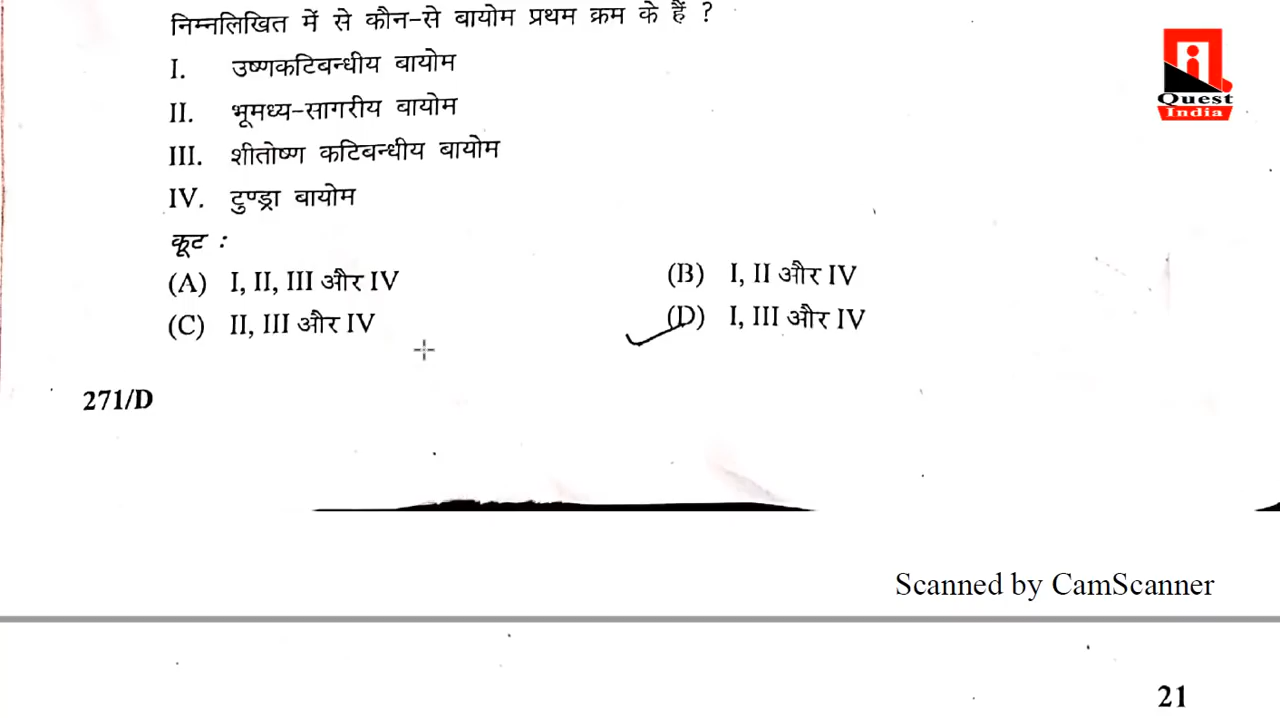 निम्नलिखित में से कौन-से बायोम प्रथम क्रम के हैं ?
I. उष्णकटिबन्धीय बायोम
II. भूमध्य-सागरीय बायोम
III. शीतोष्ण कटिबन्धीय बायोम
IV. टुण्ड्रा बायोम
कूट :
(A) I, II, III और IV (B) I, II और IV
(C) II, III और IV (D) I, III और IV
271/D
Quest
India
Scanned by CamScanner
21